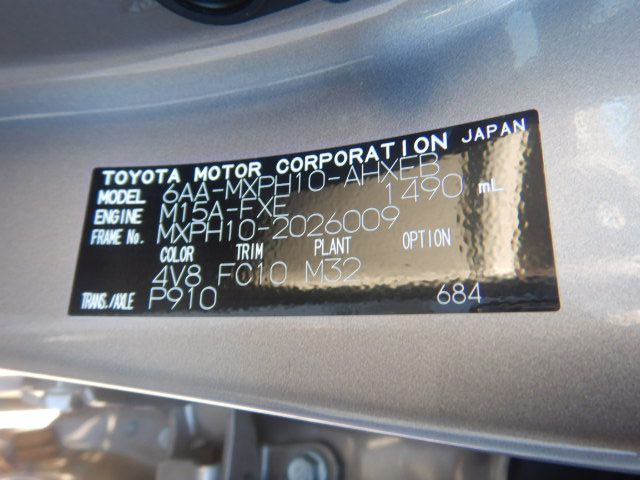 TOYOTA MOTOR CORPORATION JAPAN
MODEL 6AA-MXPH10-AHXEB
ENGINE M15A-FXE 1490 mL
FRAME No. MXPH10-2026009
COLOR TRIM PLANT OPTION
4V8 FC10 M32
TRANS./AXLE P910 684